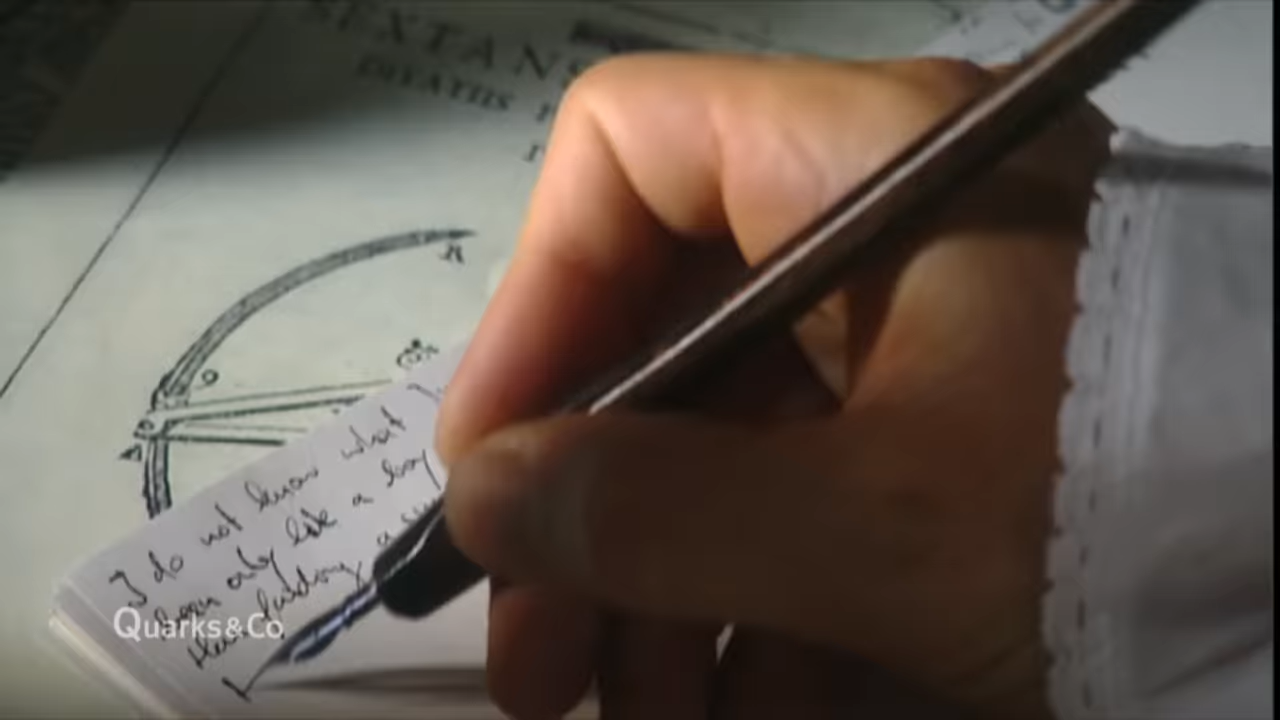 SEXTANS
I do not know what
been only like a boy
then finding a
Quarks&Co